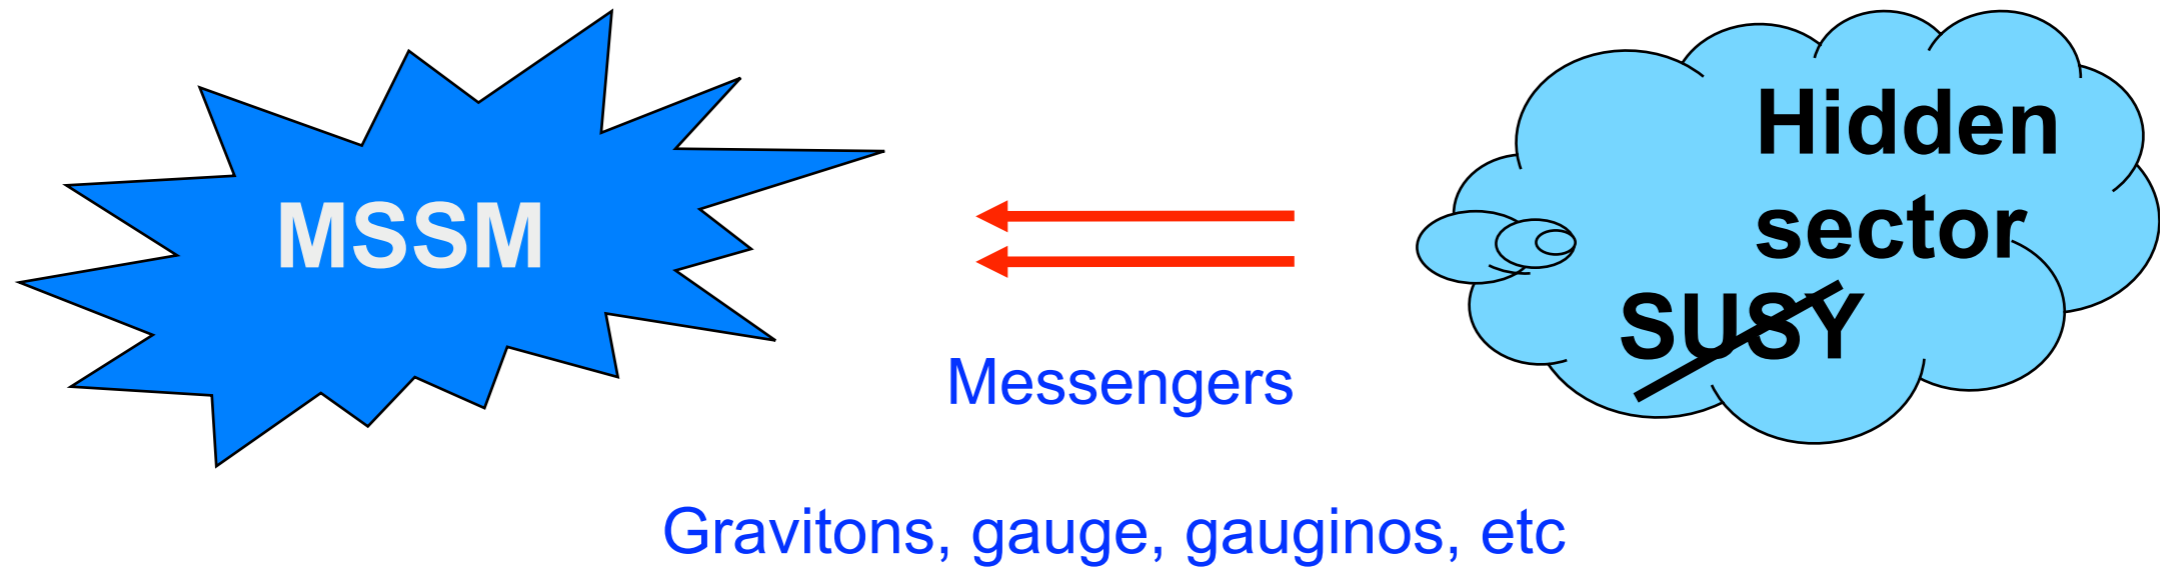 MSSM
Messengers
Hidden
sector
SUSY
Gravitons, gauge, gauginos, etc